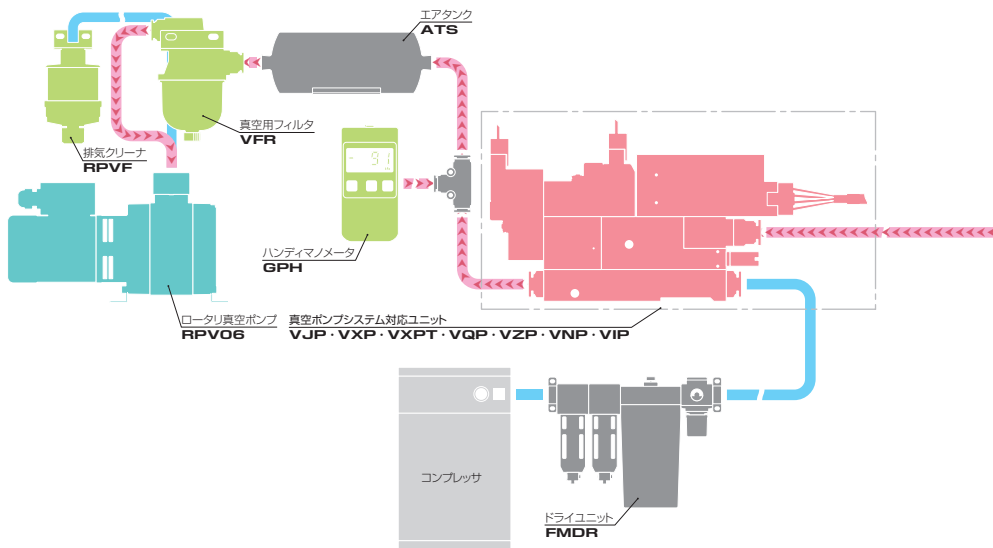 エアタンク
ATS
真空用フィルタ
VFR
排気クリーナ
RPVF
- 91
ハンディマノメータ
GPH
ロータリ真空ポンプ
RPV06
真空ポンプシステム対応ユニット
VJP・VXP・VXPT・VQP・VZP・VNP・VIP
コンプレッサ
ドライユニット
FMDR